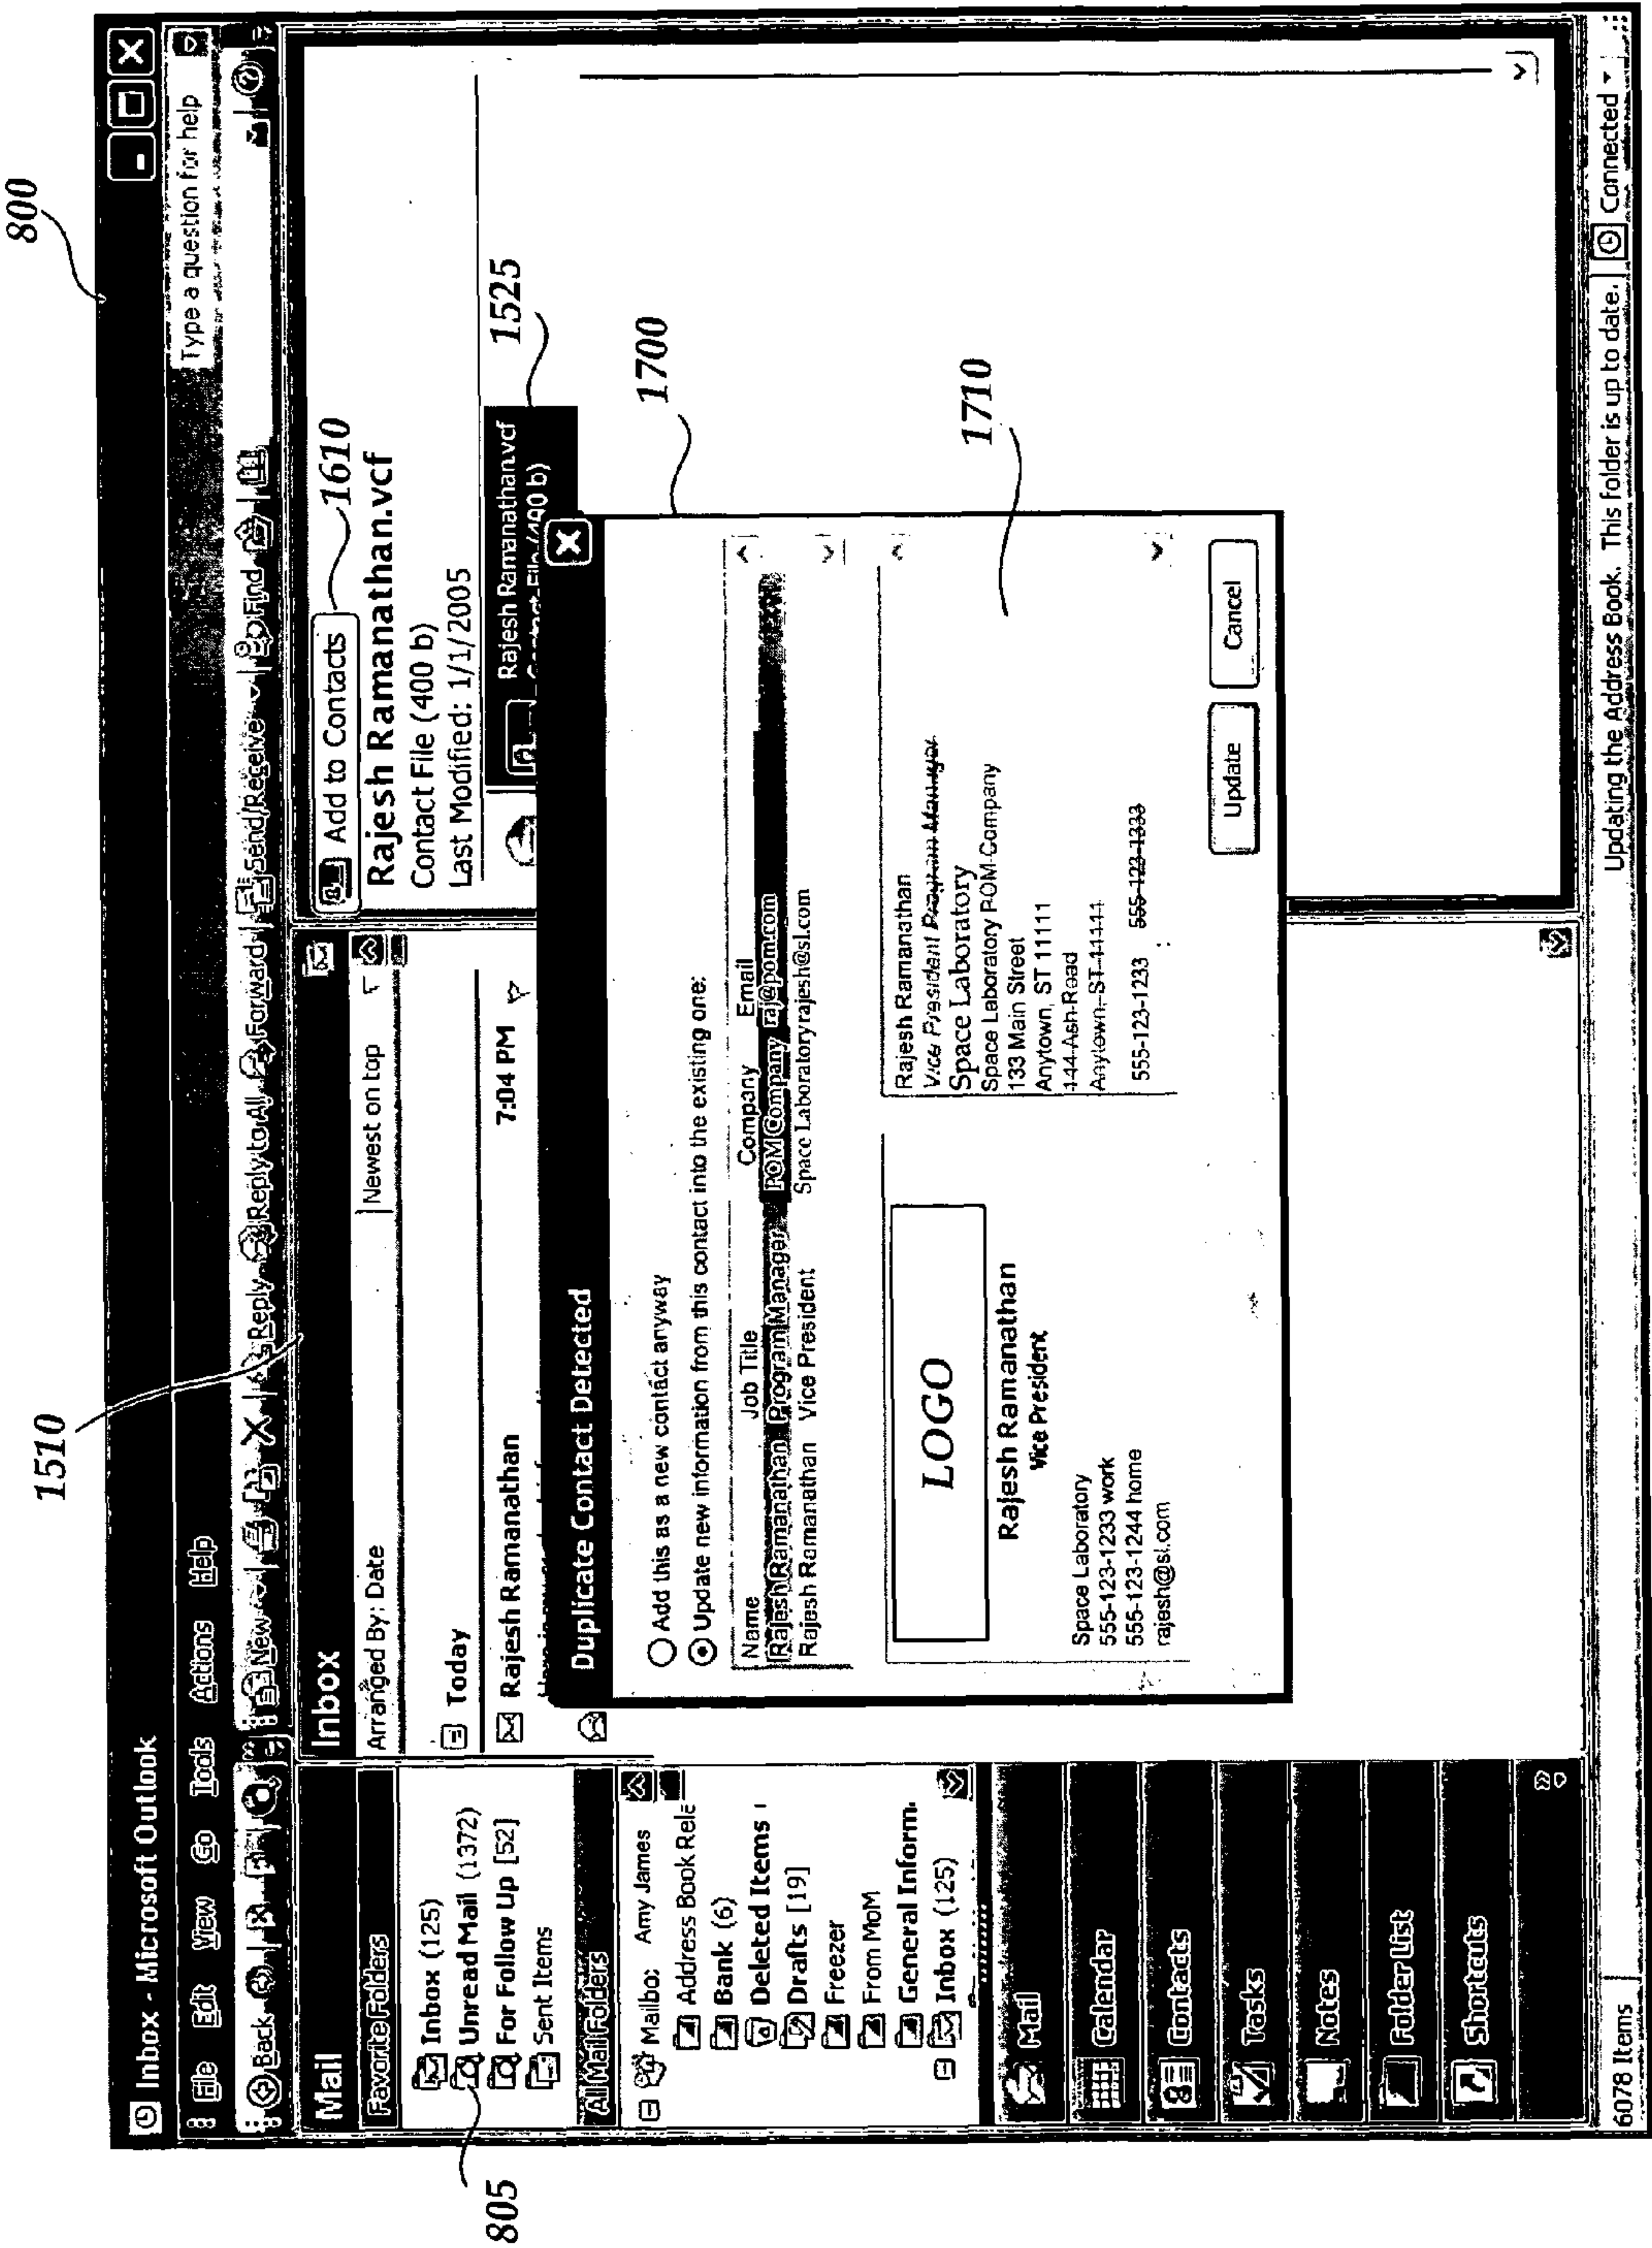 800
1510
Inbox - Microsoft Outlook
File Edit View Go Tools Actions Help
Type a question for help
Back
New
Reply Reply to All Forward Send/Receive Find
Mail
Favorite Folders
Inbox (125)
Unread Mail (1372)
For Follow Up [52]
Sent Items
805
All Mail Folders
Mailbo: Amy James
Address Book Rele
Bank (6)
Deleted Items
Drafts [19]
Freezer
From MoM
General Inform.
Inbox (125)
Mail
Calendar
Contacts
Tasks
Notes
Folder List
Shortcuts
Inbox
Arranged By: Date Newest on top
Today
Rajesh Ramanathan 7:04 PM
Add to Contacts
1610
Rajesh Ramanathan.vcf
Contact File (400 b)
Last Modified: 1/1/2005
Rajesh Ramanathan.vcf
Contact File (400 b)
1525
Duplicate Contact Detected
1700
Add this as a new contact anyway
Update new information from this contact into the existing one:
Name Job Title Company Email
Rajesh Ramanathan Program Manager POM Company raj@pom.com
Rajesh Ramanathan Vice President Space Laboratory rajesh@sl.com
LOGO
Rajesh Ramanathan
Vice President
Space Laboratory
555-123-1233 work
555-123-1244 home
rajesh@sl.com
Rajesh Ramanathan
Vice President Program Manager
Space Laboratory
Space Laboratory POM Company
133 Main Street
Anytown, ST 11111
144 Ash Road
Anytown, ST 11111
555-123-1233 555-123-1333
1710
Update Cancel
6078 Items
Updating the Address Book. This folder is up to date. Connected